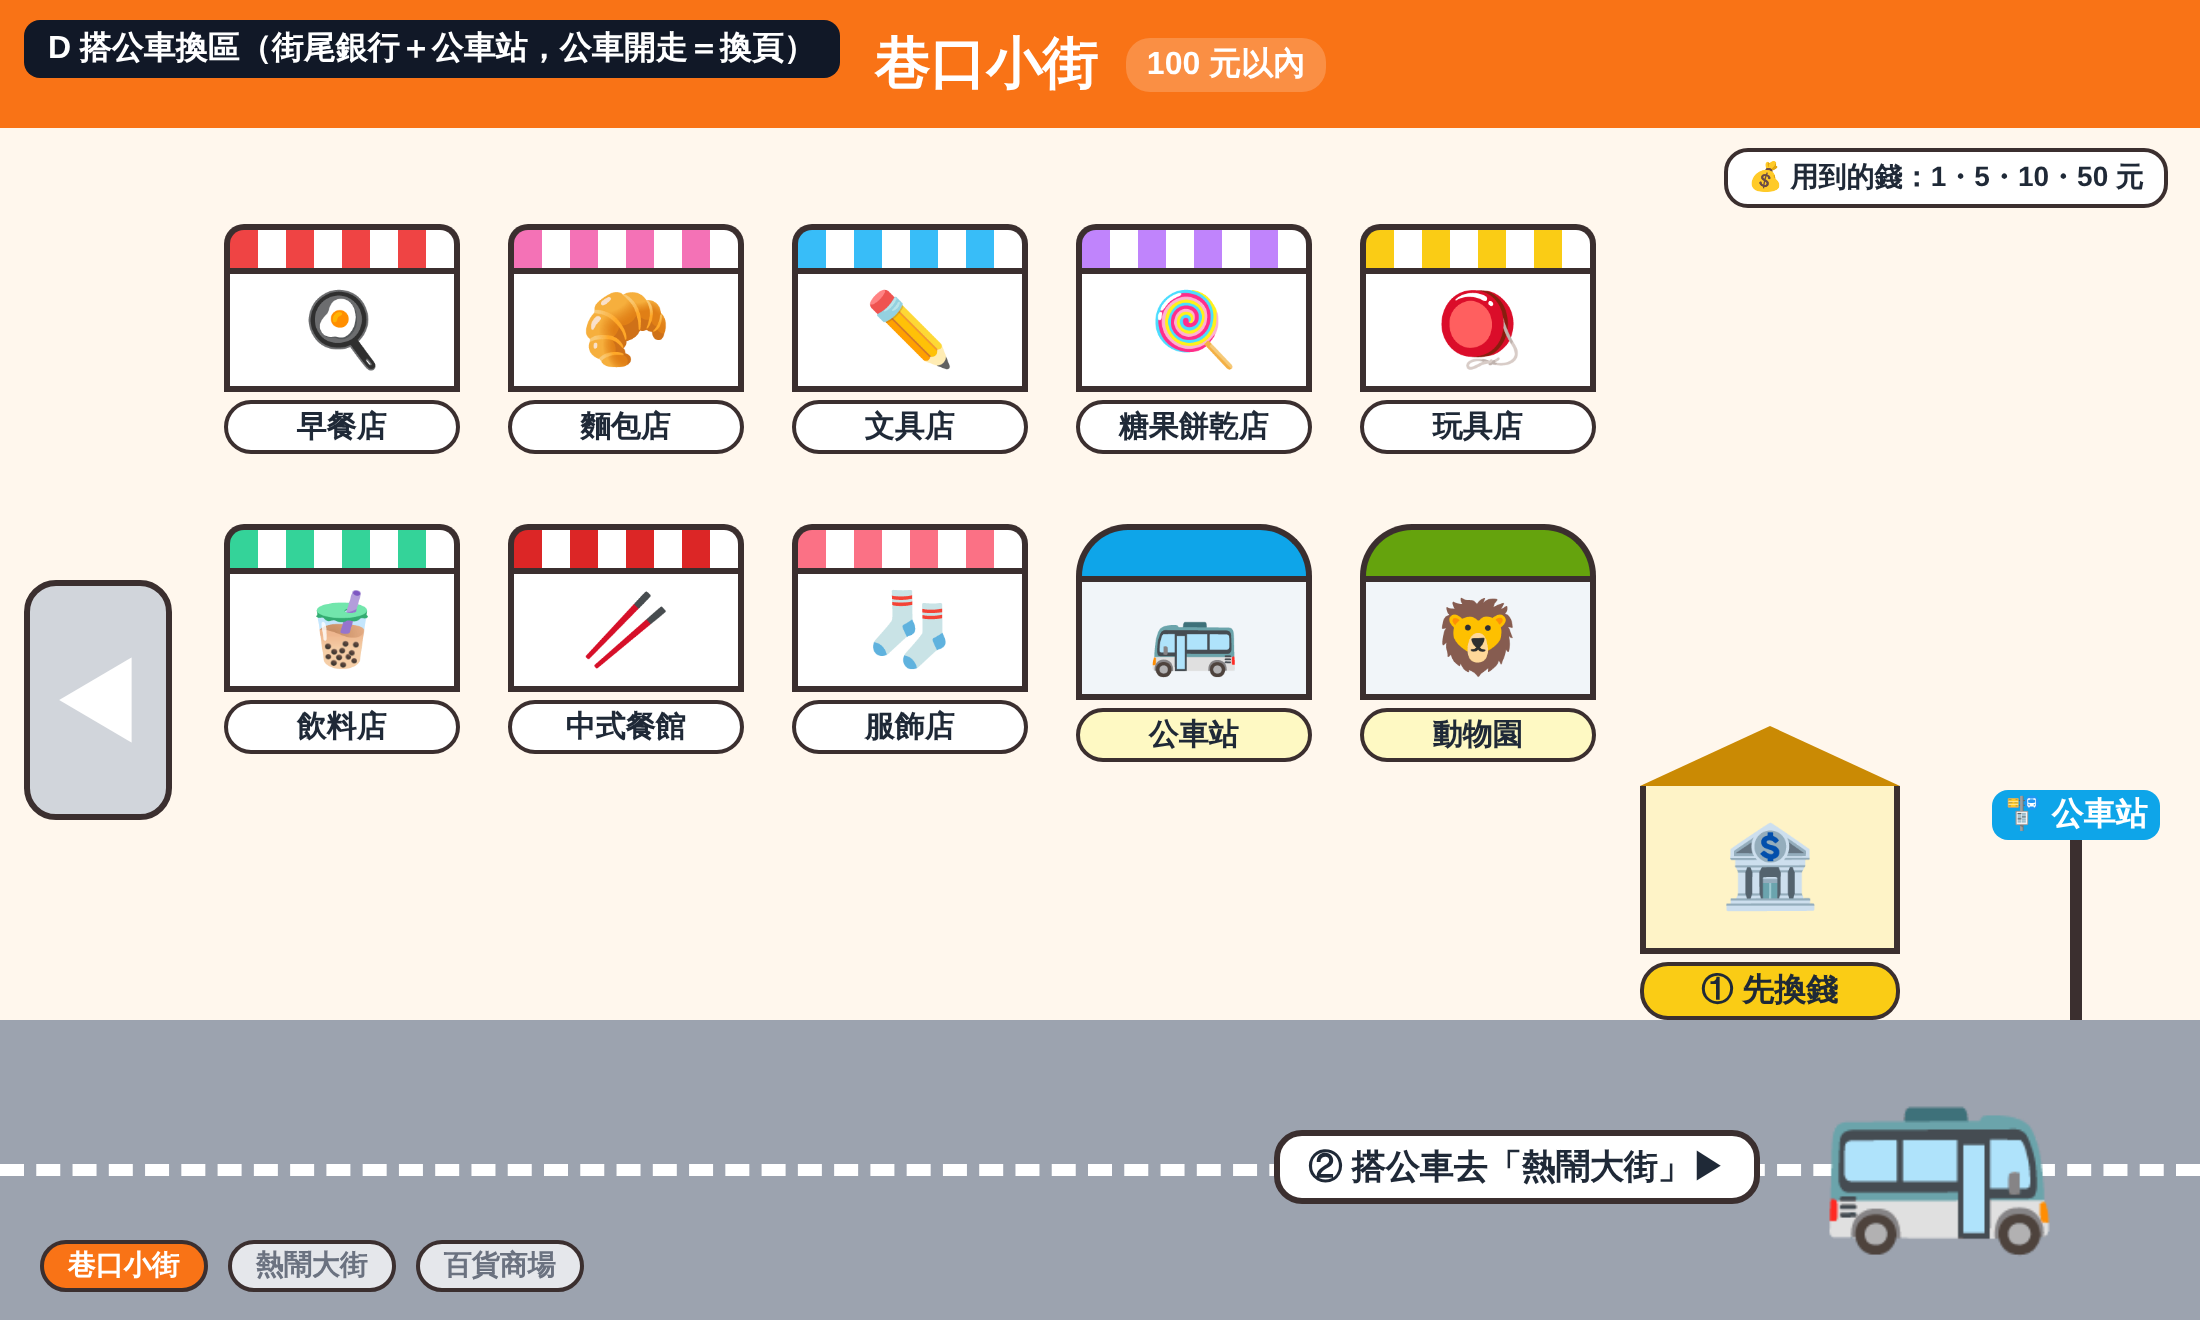 D 搭公車換區（街尾銀行＋公車站，公車開走＝換頁）
巷口小街
100 元以內
用到的錢：1・5・10・50 元
早餐店
麵包店
文具店
糖果餅乾店
玩具店
飲料店
中式餐館
服飾店
公車站
動物園
公車站
① 先換錢
② 搭公車去「熱鬧大街」▶
巷口小街
熱鬧大街
百貨商場